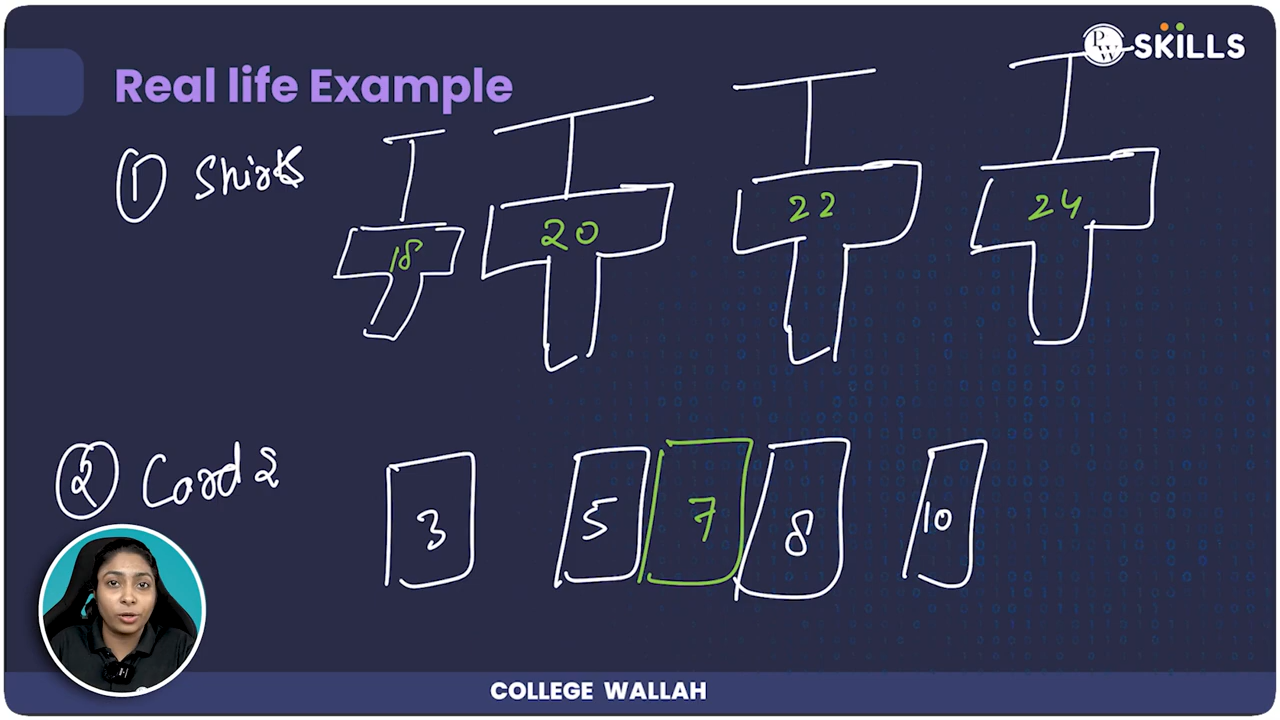 PW SKILLS
Real life Example
① Shirts
18 20 22 24
② Cards
3 5 7 8 10
COLLEGE WALLAH